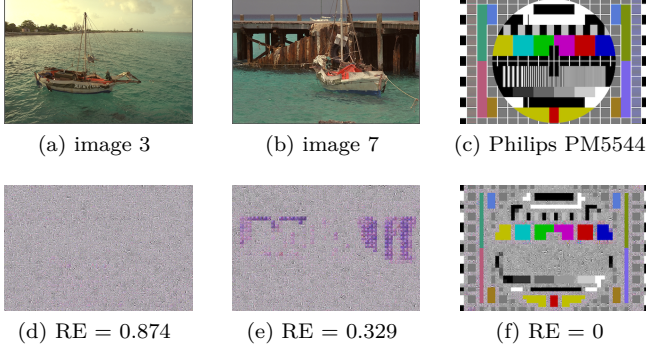 (a) image 3
(b) image 7
(c) Philips PM5544
(d) RE = 0.874
(e) RE = 0.329
(f) RE = 0